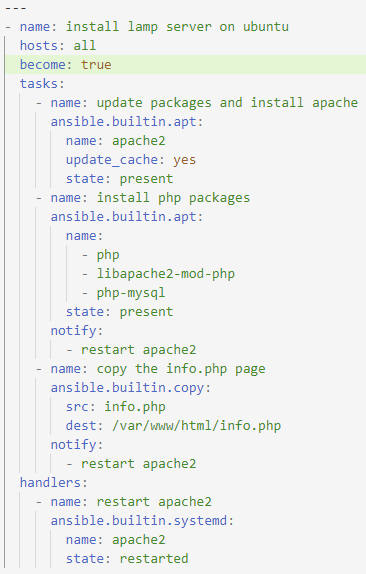 ---
- name: install lamp server on ubuntu
  hosts: all
  become: true
  tasks:
    - name: update packages and install apache
      ansible.builtin.apt:
        name: apache2
        update_cache: yes
        state: present
    - name: install php packages
      ansible.builtin.apt:
        name:
          - php
          - libapache2-mod-php
          - php-mysql
        state: present
      notify:
        - restart apache2
    - name: copy the info.php page
      ansible.builtin.copy:
        src: info.php
        dest: /var/www/html/info.php
      notify:
        - restart apache2
  handlers:
    - name: restart apache2
      ansible.builtin.systemd:
        name: apache2
        state: restarted